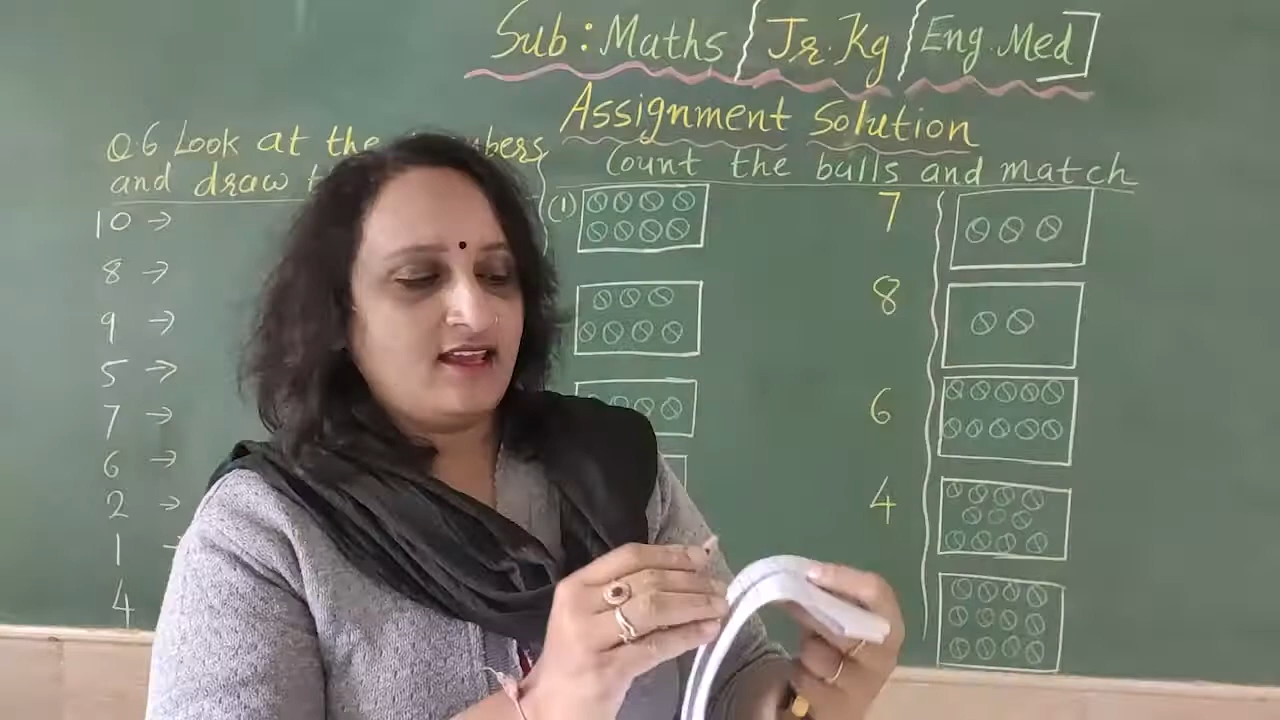 Sub: Maths Jr. Kg Eng. Med
Assignment Solution
Q6 Look at the
and draw
10 →
8 →
9 →
5 →
7 →
6 →
2 →
1 →
4
Count the balls and match
(1)
7
8
6
4